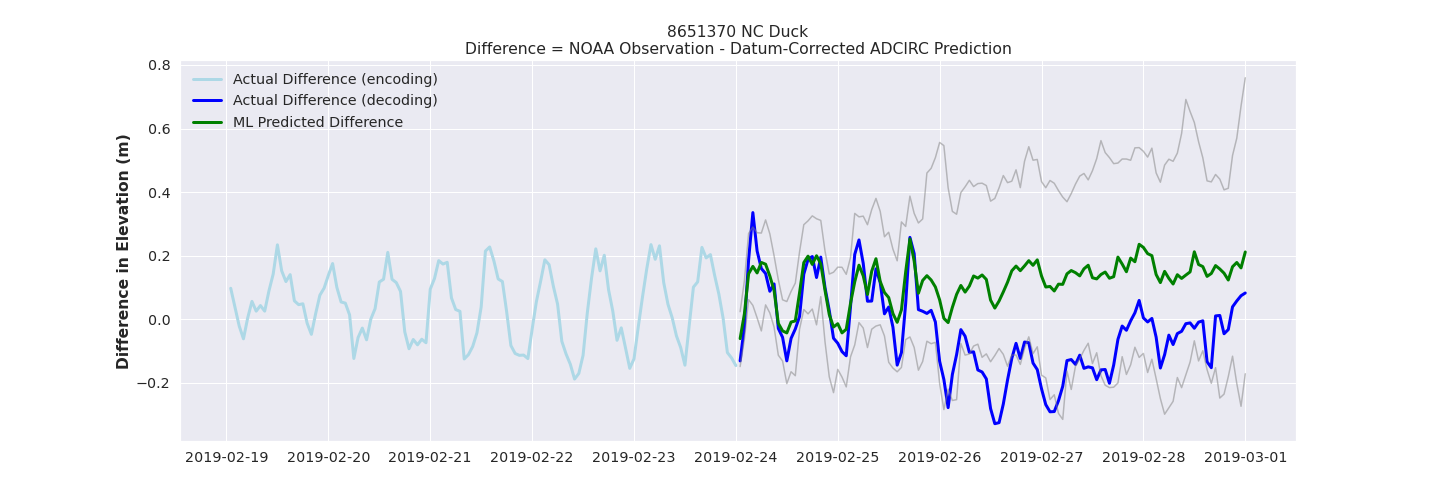 8651370 NC Duck
Difference = NOAA Observation - Datum-Corrected ADCIRC Prediction
Actual Difference (encoding)
Actual Difference (decoding)
ML Predicted Difference
Difference in Elevation (m)
0.8
0.6
0.4
0.2
0.0
−0.2
2019-02-19 2019-02-20 2019-02-21 2019-02-22 2019-02-23 2019-02-24 2019-02-25 2019-02-26 2019-02-27 2019-02-28 2019-03-01